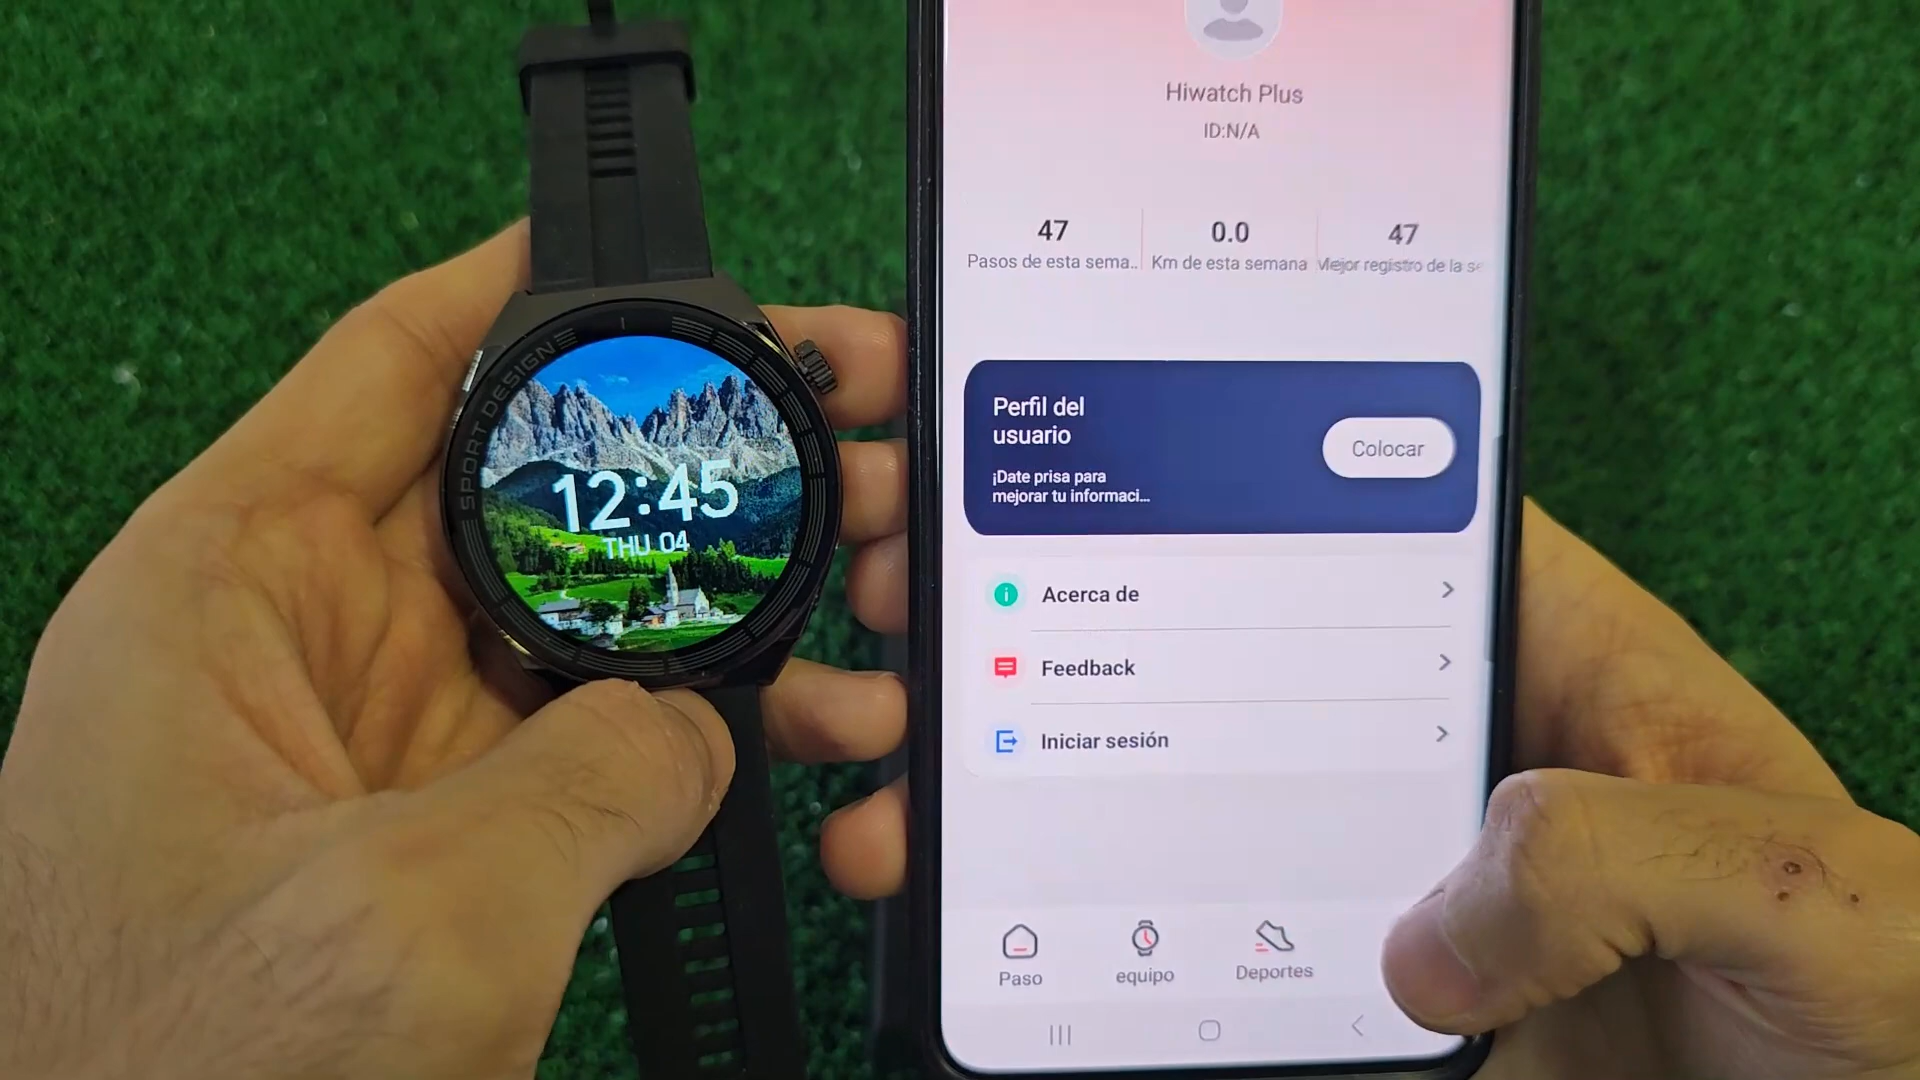 SPORT DESIGN
12:45
THU 04
Hiwatch Plus
ID:N/A
47
Pasos de esta sema..
0.0
Km de esta semana
47
Mejor registro de la se
Perfil del
usuario
¡Date prisa para
mejorar tu informaci...
Colocar
Acerca de
Feedback
Iniciar sesión
Paso
equipo
Deportes